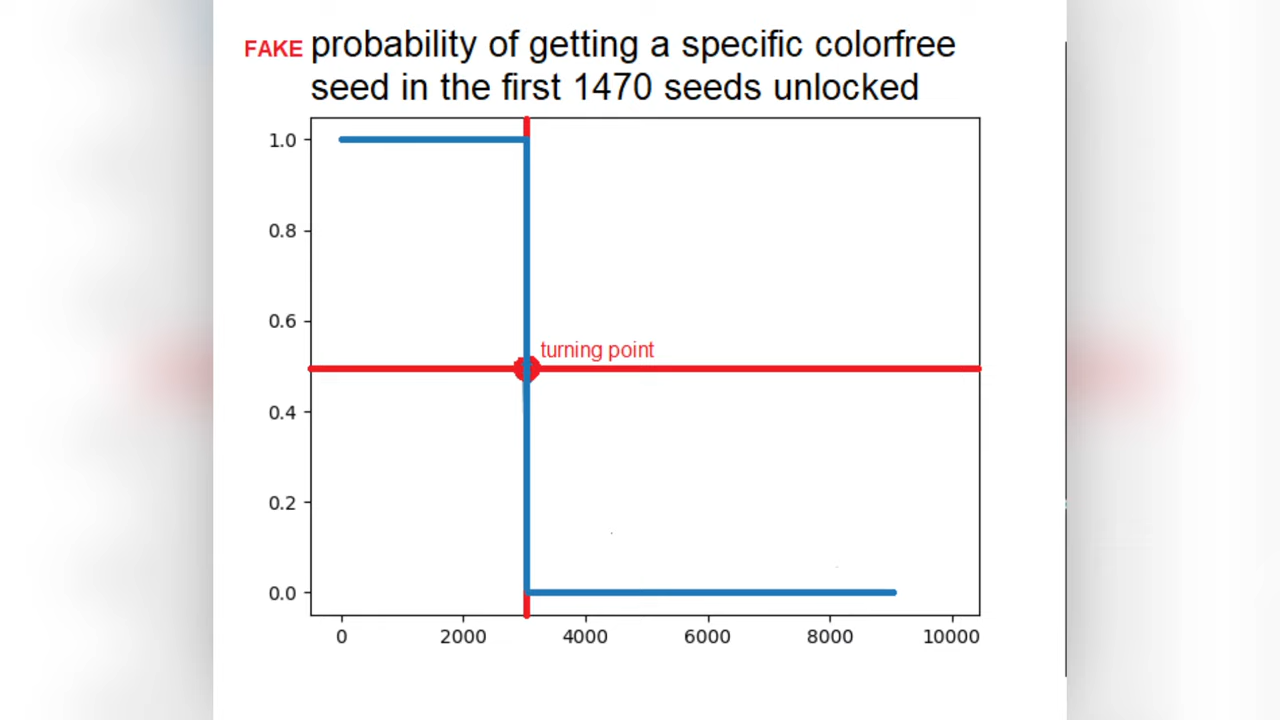 FAKE probability of getting a specific colorfree
seed in the first 1470 seeds unlocked
1.0
0.8
0.6
turning point
0.4
0.2
0.0
0 2000 4000 6000 8000 10000